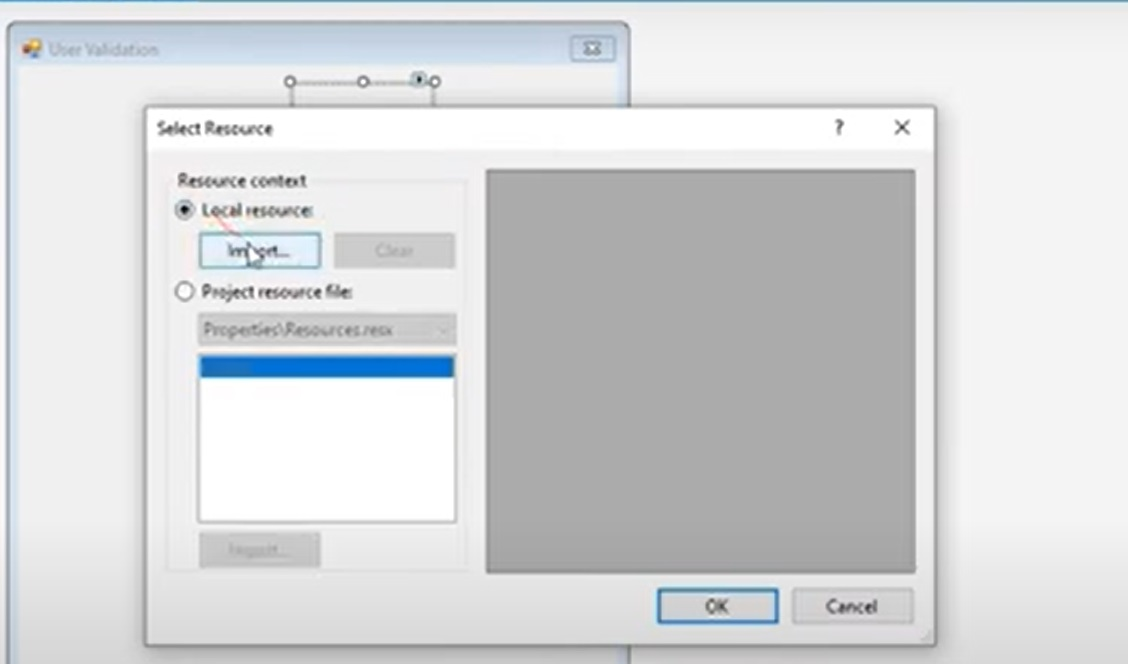 User Validation
Select Resource
?
Resource context
Local resource:
Import...
Clear
Project resource file:
Properties\Resources.resx
Import...
OK
Cancel